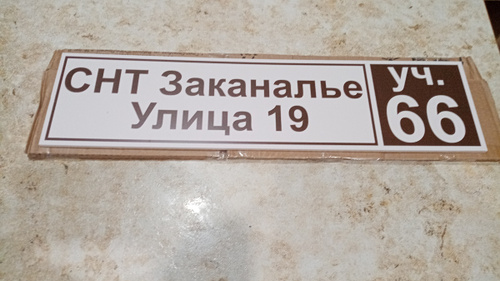 СНТ Заканалье
Улица 19
уч.
66